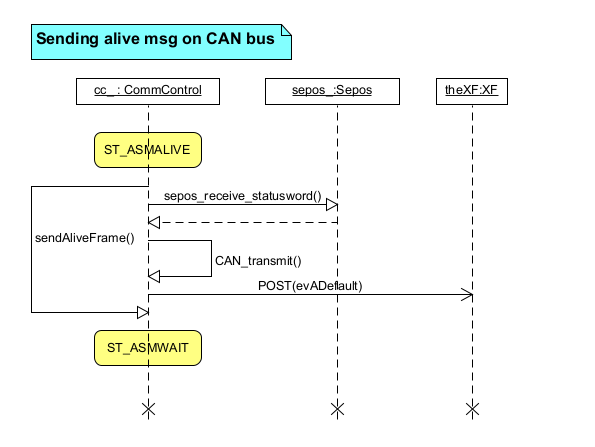 Sending alive msg on CAN bus
cc_ : CommControl
sepos_:Sepos
theXF:XF
ST_ASMALIVE
sepos_receive_statusword()
sendAliveFrame()
CAN_transmit()
POST(evADefault)
ST_ASMWAIT